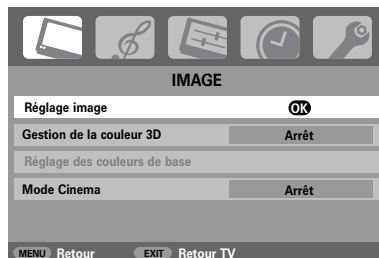 IMAGE
Réglage image OK
Gestion de la couleur 3D Arrêt
Réglage des couleurs de base
Mode Cinema Arrêt
MENU Retour EXIT Retour TV